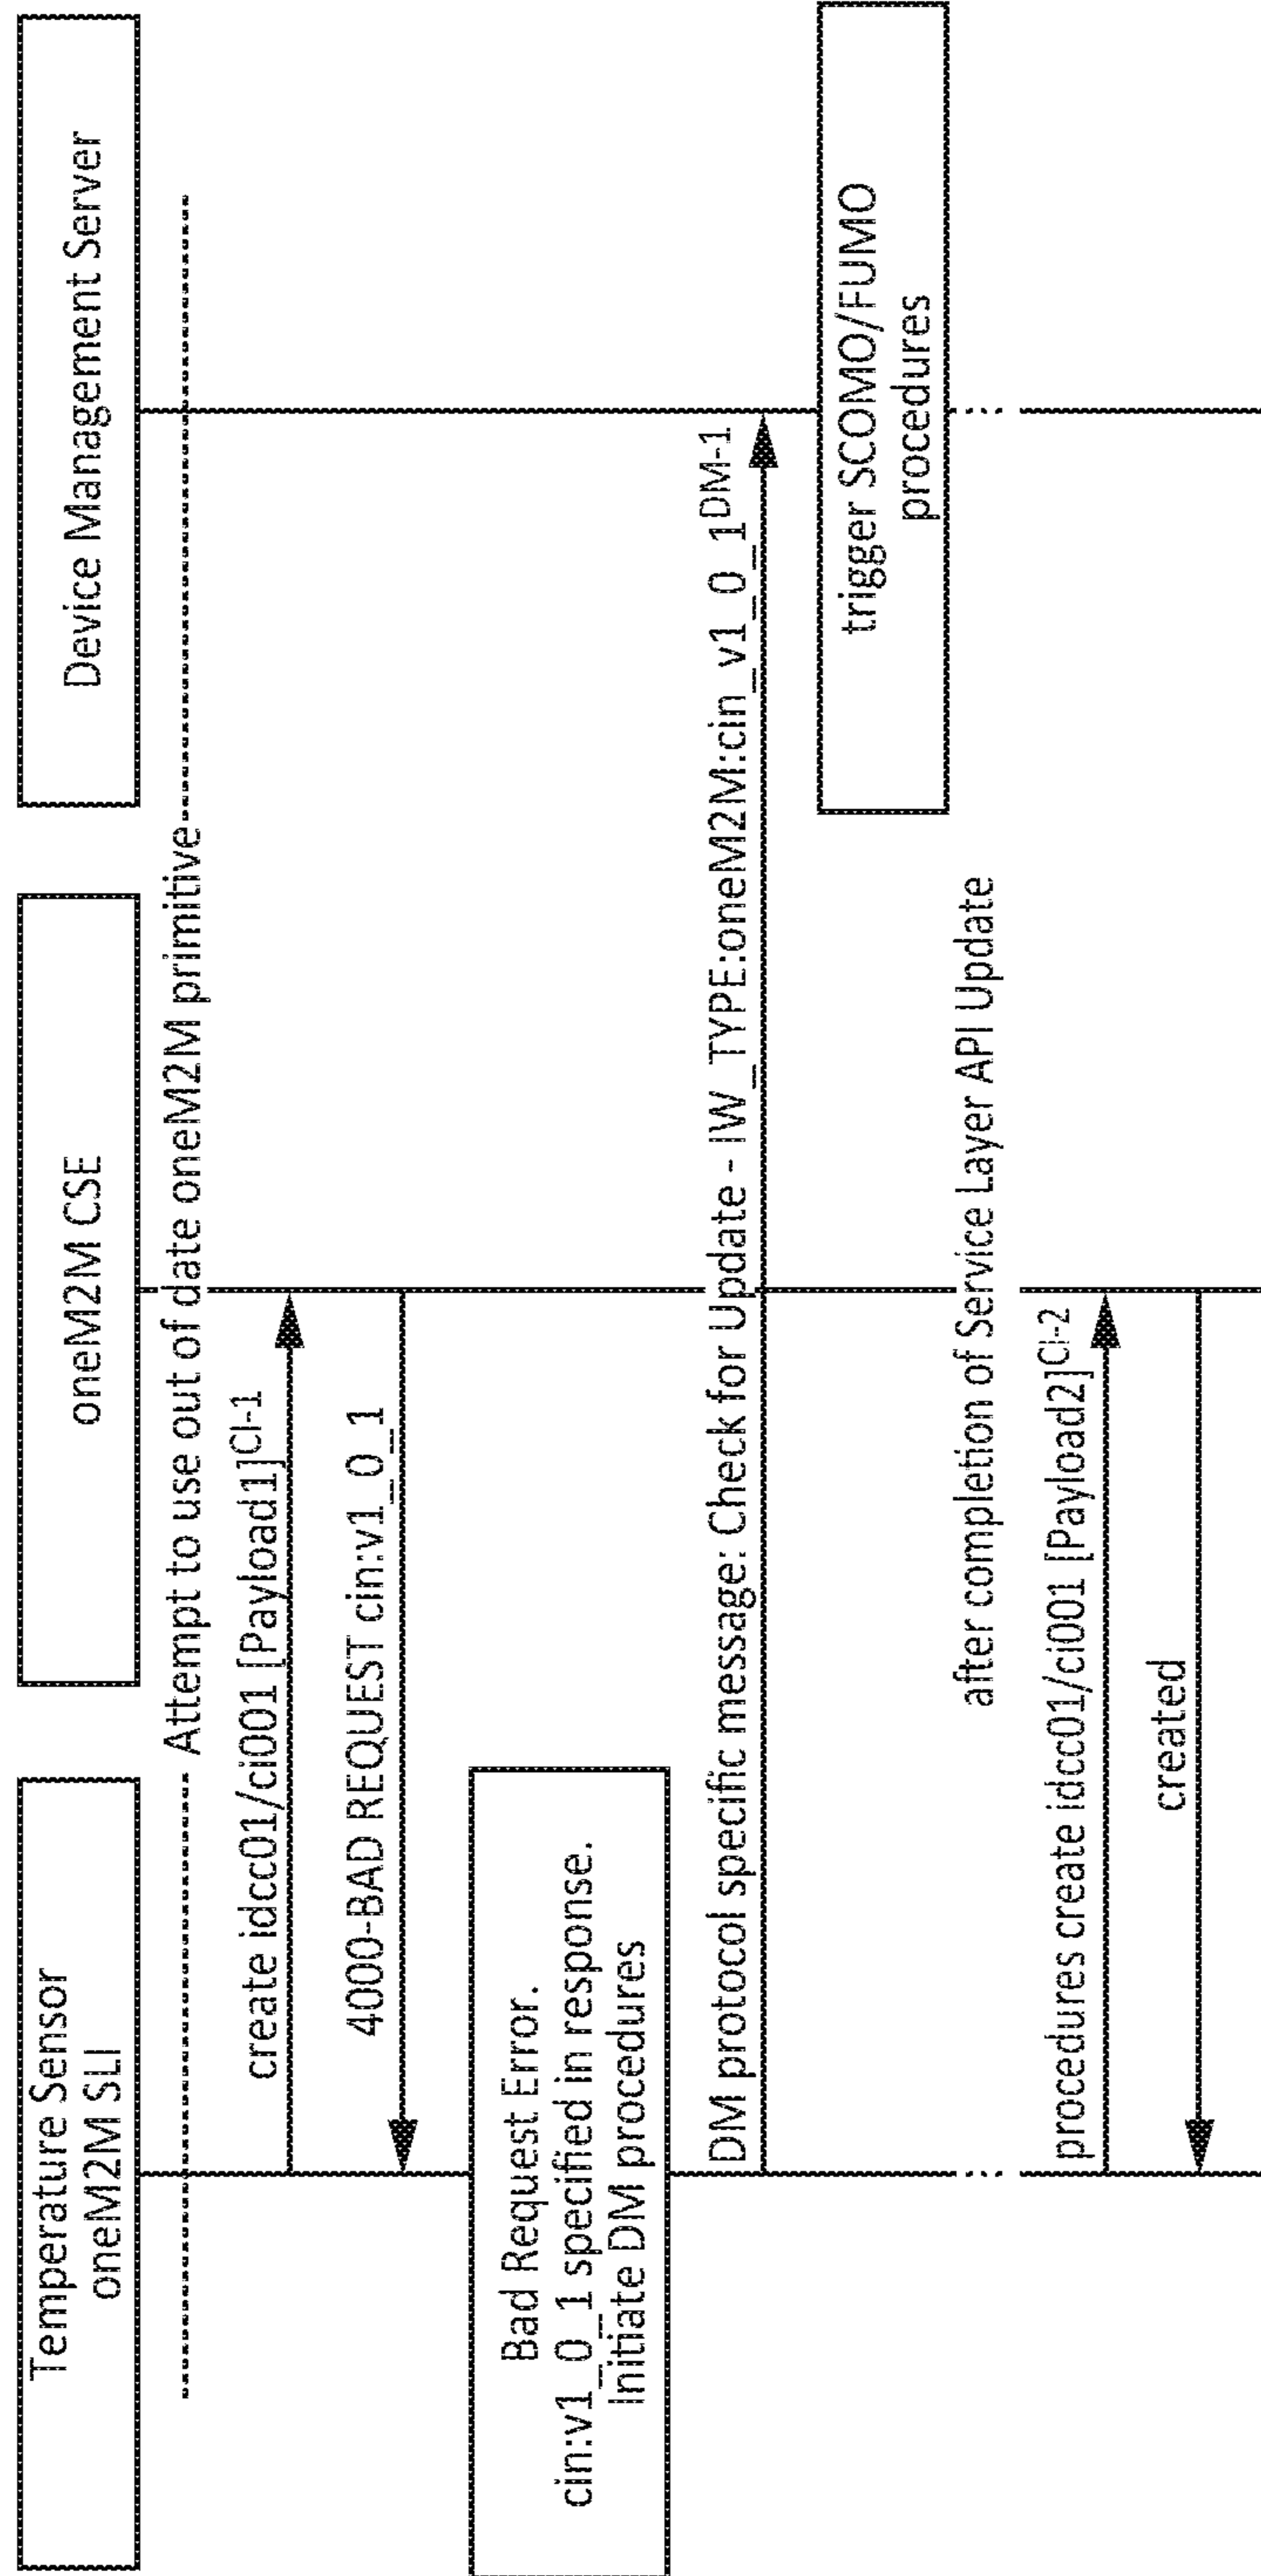 Temperature Sensor
oneM2M SLI
oneM2M CSE
Device Management Server
Attempt to use out of date oneM2M primitive
create idcc01/ci001 [Payload1]CI-1
4000-BAD REQUEST cin:v1_0_1
Bad Request Error.
cin:v1_0_1 specified in response.
Initiate DM procedures
DM protocol specific message: Check for Update - IW_TYPE:oneM2M:cin_v1_0_1DM-1
trigger SCOMO/FUMO
procedures
after completion of Service Layer API Update
procedures create idcc01/ci001 [Payload2]CI-2
created